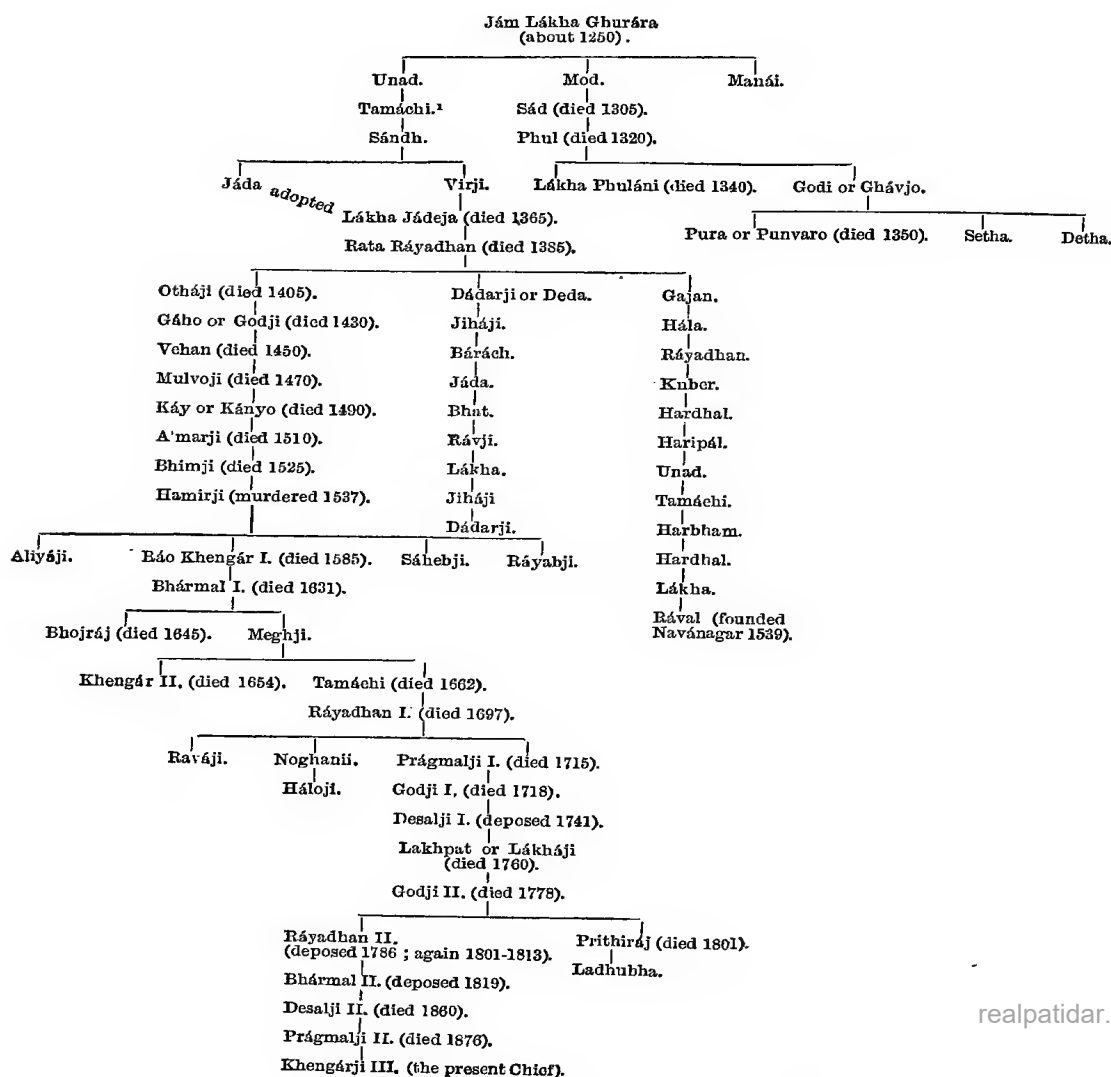 Jám Lákha Ghurára
(about 1250).
Unad. Mod. Manái.
Tamáchi.¹ Sád (died 1305).
Sándh. Phul (died 1320).
Jáda adopted Virji. Lákha Phuláni (died 1340). Godi or Ghávjo.
Lákha Jádeja (died 1365).
Pura or Punvaro (died 1350). Setha. Detha.
Rata Ráyadhan (died 1385).
Otháji (died 1405). Dádarji or Deda. Gajan.
Gáho or Godji (died 1430). Jiháji. Hála.
Vehan (died 1450). Bárách. Ráyadhan.
Mulvoji (died 1470). Jáda. Kuber.
Káy or Kányo (died 1490). Bhat. Hardhal.
A'marji (died 1510). Rávji. Haripál.
Bhimji (died 1525). Lákha. Unad.
Hamirji (murdered 1537). Jiháji Tamáchi.
Dádarji. Harbham.
Aliyáji. Ráo Khengár I. (died 1585). Sáhebji. Ráyabji. Hardhal.
Bhármal I. (died 1631). Lákha.
Bhojráj (died 1645). Meghji. Rával (founded
Navánagar 1539).
Khengár II. (died 1654). Tamáchi (died 1662).
Ráyadhan I. (died 1697).
Raváji. Noghanji. Prágmalji I. (died 1715).
Háloji. Godji I. (died 1718).
Desalji I. (deposed 1741).
Lakhpat or Lákháji
(died 1760).
Godji II. (died 1778).
Ráyadhan II. Prithiráj (died 1801).
(deposed 1786 ; again 1801-1813). Ladhubha.
Bhármal II. (deposed 1819).
Desalji II. (died 1860).
Prágmalji II. (died 1876).
Khengárji III. (the present Chief).
realpatidar.